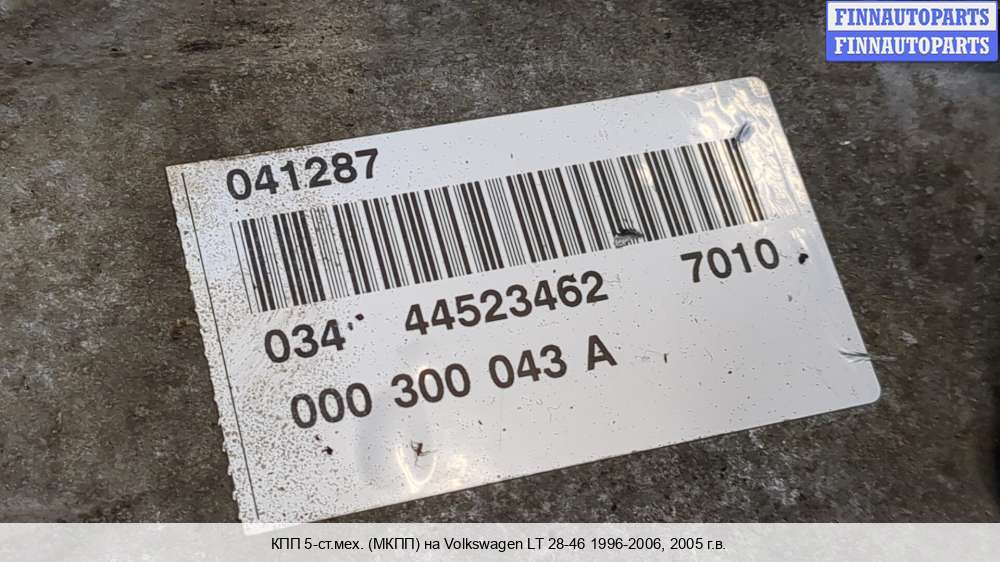 FINNAUTOPARTS
FINNAUTOPARTS
041287
034 44523462 7010
000 300 043 A
КПП 5-ст.мех. (МКПП) на Volkswagen LT 28-46 1996-2006, 2005 г.в.